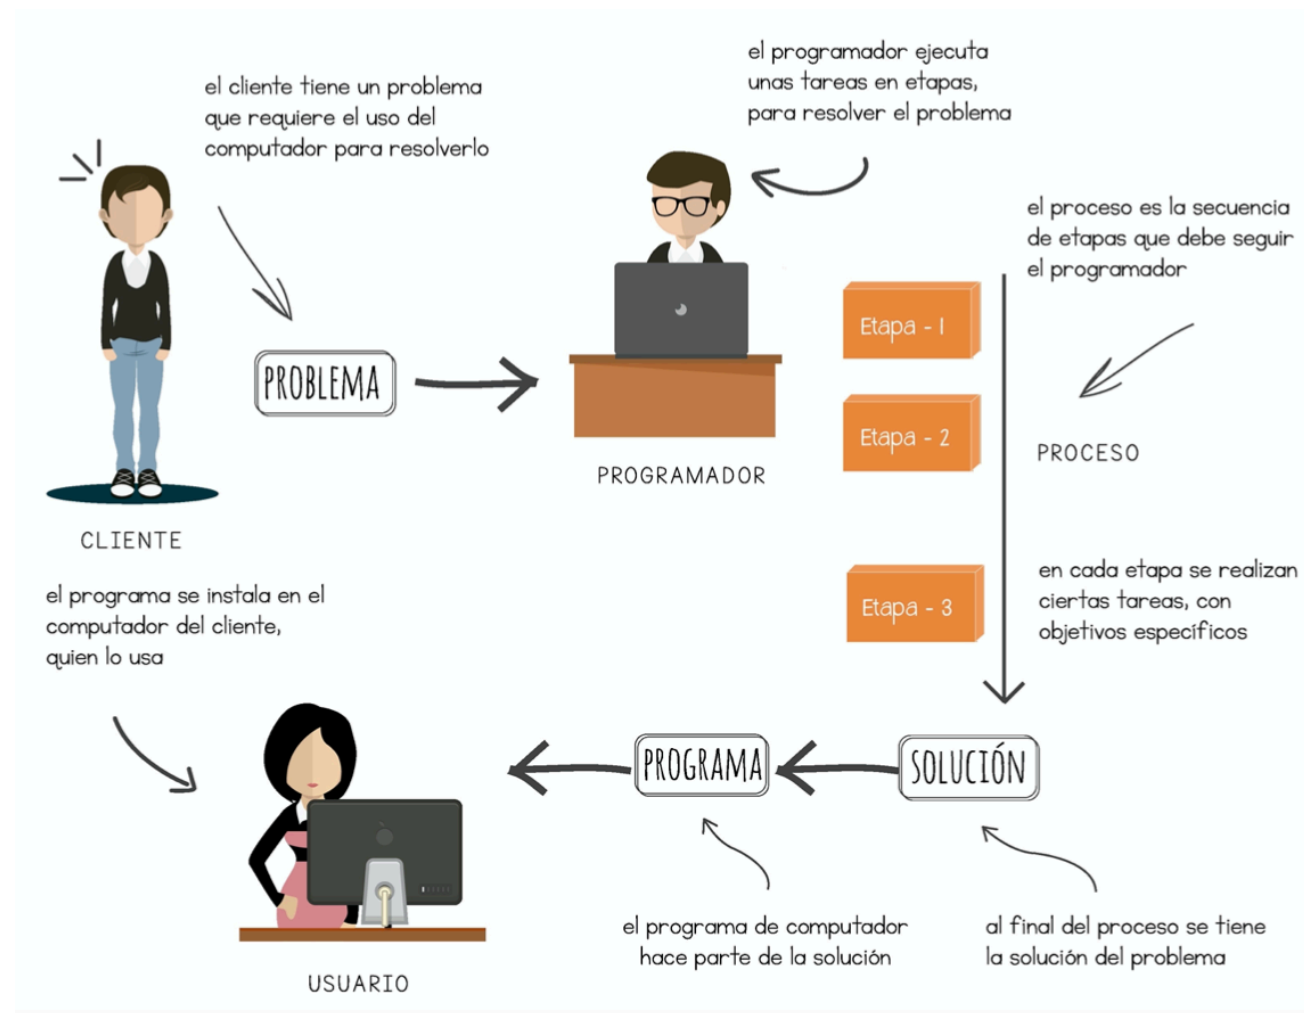 el cliente tiene un problema
que requiere el uso del
computador para resolverlo
el programador ejecuta
unas tareas en etapas,
para resolver el problema
el proceso es la secuencia
de etapas que debe seguir
el programador
PROBLEMA
PROGRAMADOR
CLIENTE
Etapa - 1
Etapa - 2
Etapa - 3
PROCESO
en cada etapa se realizan
ciertas tareas, con
objetivos específicos
el programa se instala en el
computador del cliente,
quien lo usa
SOLUCIÓN
PROGRAMA
USUARIO
el programa de computador
hace parte de la solución
al final del proceso se tiene
la solución del problema